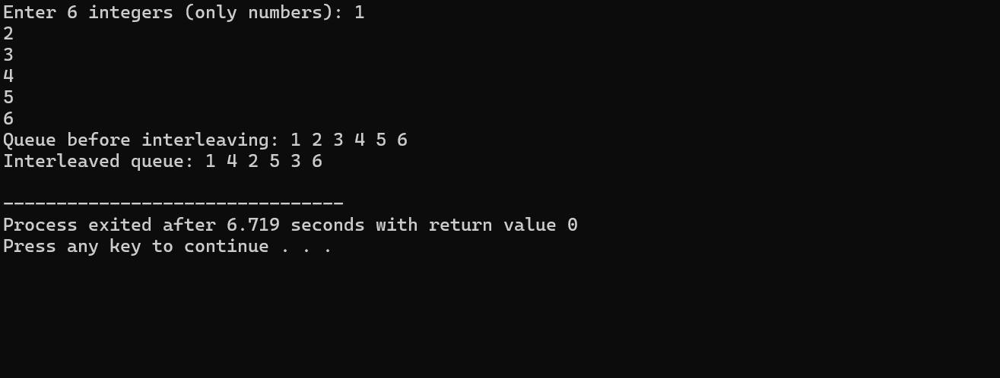 Enter 6 integers (only numbers): 1
2
3
4
5
6
Queue before interleaving: 1 2 3 4 5 6
Interleaved queue: 1 4 2 5 3 6
--------------------------------
Process exited after 6.719 seconds with return value 0
Press any key to continue . . .